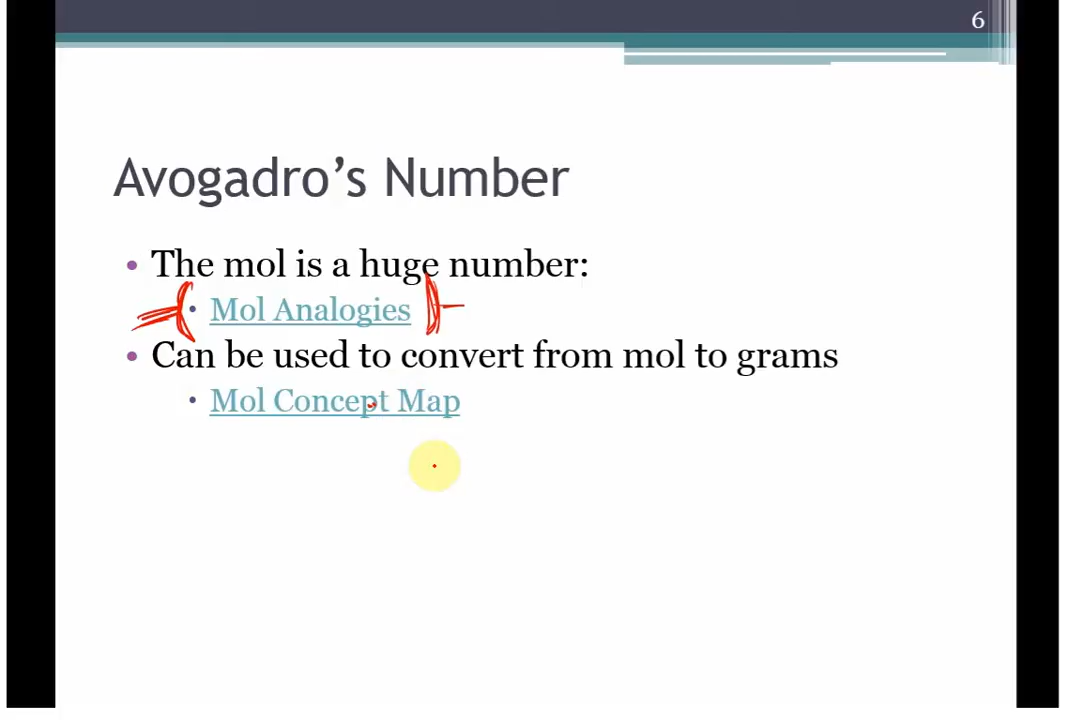 6
Avogadro’s Number
• The mol is a huge number:
• Mol Analogies
• Can be used to convert from mol to grams
• Mol Concept Map